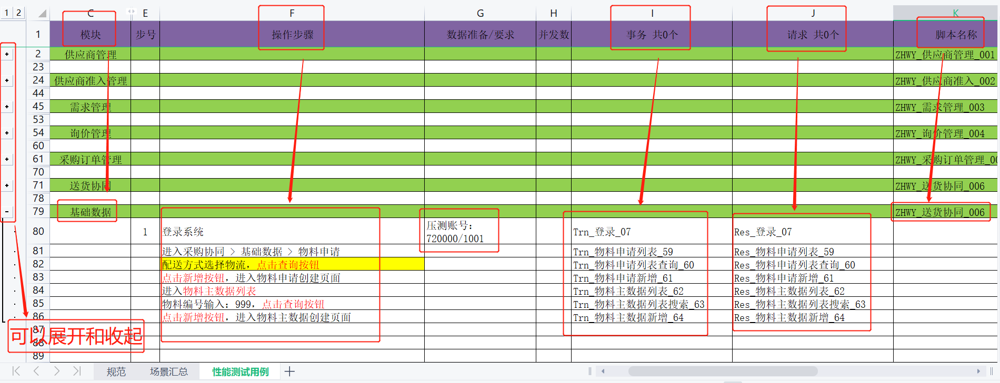 1 2 C E F G H I J K
1 模块 步号 操作步骤 数据准备/要求 并发数 事务 共0个 请求 共0个 脚本名称
+ 2 供应商管理 ZHWY_供应商管理_001
23
+ 24 供应商准入管理 ZHWY_供应商准入_002
44
+ 45 需求管理 ZHWY_需求管理_003
53
+ 54 询价管理 ZHWY_询价管理_004
60
+ 61 采购订单管理 ZHWY_采购订单管理_00
70
+ 71 送货协同 ZHWY_送货协同_006
78
- 79 基础数据 ZHWY_送货协同_006
80 1 登录系统 压测账号: Trn_登录_07 Res_登录_07
720000/1001
81 进入采购协同 > 基础数据 > 物料申请 Trn_物料申请列表_59 Res_物料申请列表_59
82 配送方式选择物流，点击查询按钮 Trn_物料申请列表查询_60 Res_物料申请列表查询_60
83 点击新增按钮，进入物料申请创建页面 Trn_物料申请新增_61 Res_物料申请新增_61
84 进入物料主数据列表 Trn_物料主数据列表_62 Res_物料主数据列表_62
85 物料编号输入：999，点击查询按钮 Trn_物料主数据列表搜索_63 Res_物料主数据列表搜索_63
86 点击新增按钮，进入物料主数据创建页面 Trn_物料主数据新增_64 Res_物料主数据新增_64
87
可以展开和收起
88
89
规范 场景汇总 性能测试用例 +